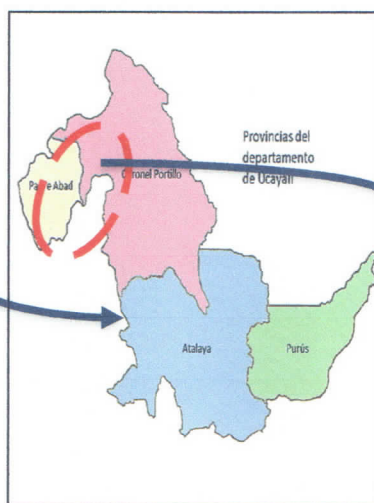 Provincias del
departamento
de Ucayali
Padre Abad
Coronel Portillo
Atalaya
Purús